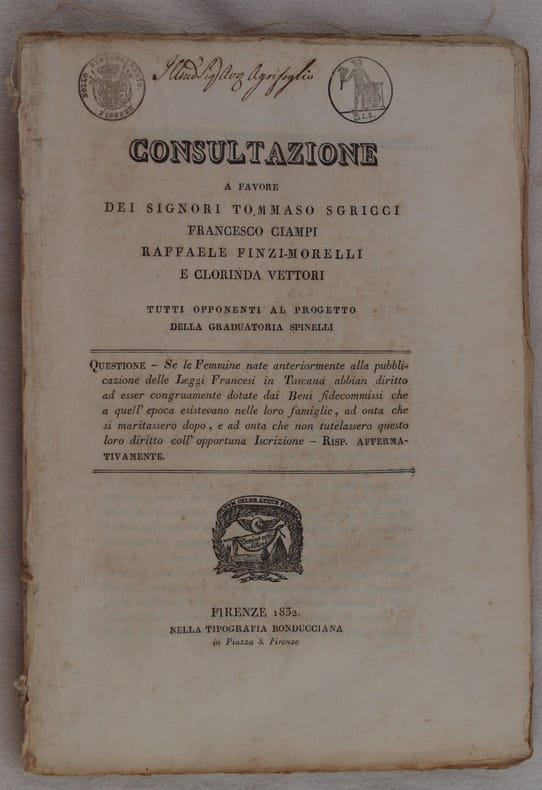 BOLLO STRAORDINARIO. FIRENZE
Agrifoglio
CONSULTAZIONE
A FAVORE
DEI SIGNORI TOMMASO SGRICCI
FRANCESCO CIAMPI
RAFFAELE FINZI-MORELLI
E CLORINDA VETTORI
TUTTI OPPONENTI AL PROGETTO
DELLA GRADUATORIA SPINELLI
QUESTIONE – Se le Femmine nate anteriormente alla pubbli-
cazione delle Leggi Francesi in Toscana abbian diritto
ad esser congruamente dotate dai Beni fidecommissi che
a quell' epoca esistevano nelle loro famiglie, ad onta che
si maritassero dopo, e ad onta che non tutelassero questo
loro diritto coll' opportuna Iscrizione – RISP. AFFERMA-
TIVAMENTE.
FIRENZE 1832.
NELLA TIPOGRAFIA BONDUCCIANA
in Piazza S. Firenze